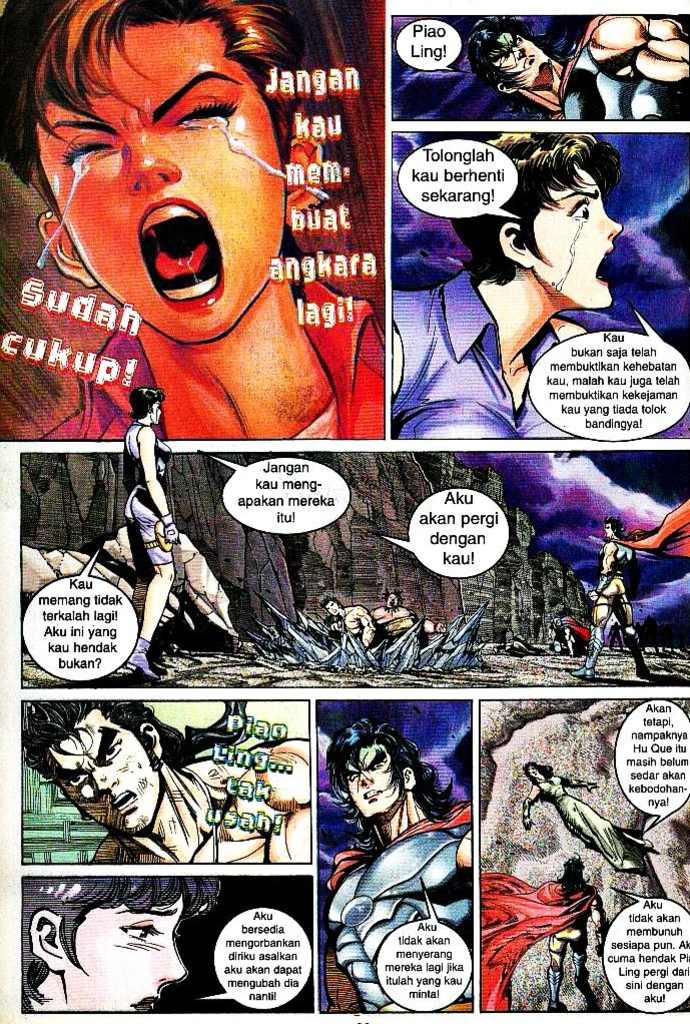 Jangan
kau
mem-
buat
angkara
lagi!
Sudah
cukup!
Piao
Ling!
Tolonglah
kau berhenti
sekarang!
Kau
bukan saja telah
membuktikan kehebatan
kau, malah kau juga telah
membuktikan kekejaman
kau yang tiada tolok
bandingya!
Kau
memang tidak
terkalah lagi!
Aku ini yang
kau hendak
bukan?
Jangan
kau meng-
apakan mereka
itu!
Aku
akan pergi
dengan
kau!
Piao
Ling...
tak
usah!
Aku
bersedia
mengorbankan
diriku asalkan
aku akan dapat
mengubah dia
nanti!
Aku
tidak akan
menyerang
mereka lagi jika
itulah yang kau
minta!
Akan
tetapi,
nampaknya
Hu Que itu
masih belum
sedar akan
kebodohan-
nya!
Aku
tidak akan
membunuh
sesiapa pun. Ak
cuma hendak Pia
Ling pergi dari
sini dengan
aku!